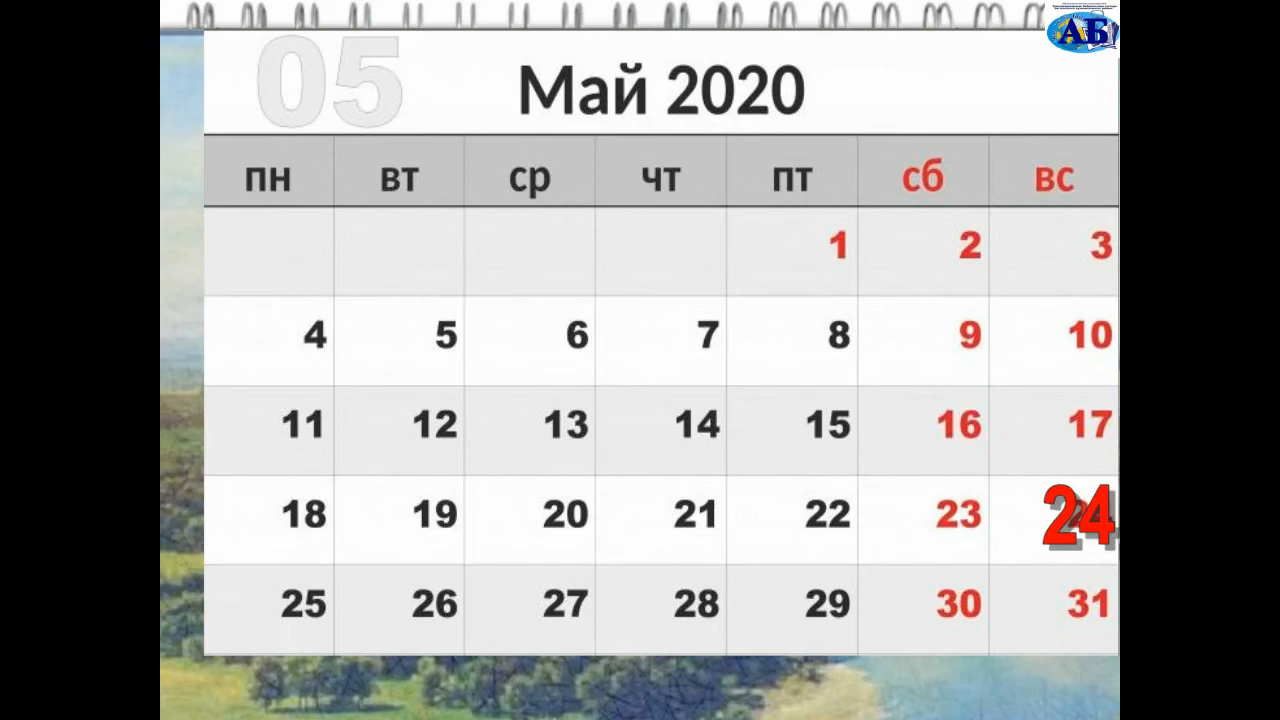 АБ
05 Май 2020
пн вт ср чт пт сб вс
1 2 3
4 5 6 7 8 9 10
11 12 13 14 15 16 17
18 19 20 21 22 23 24
25 26 27 28 29 30 31